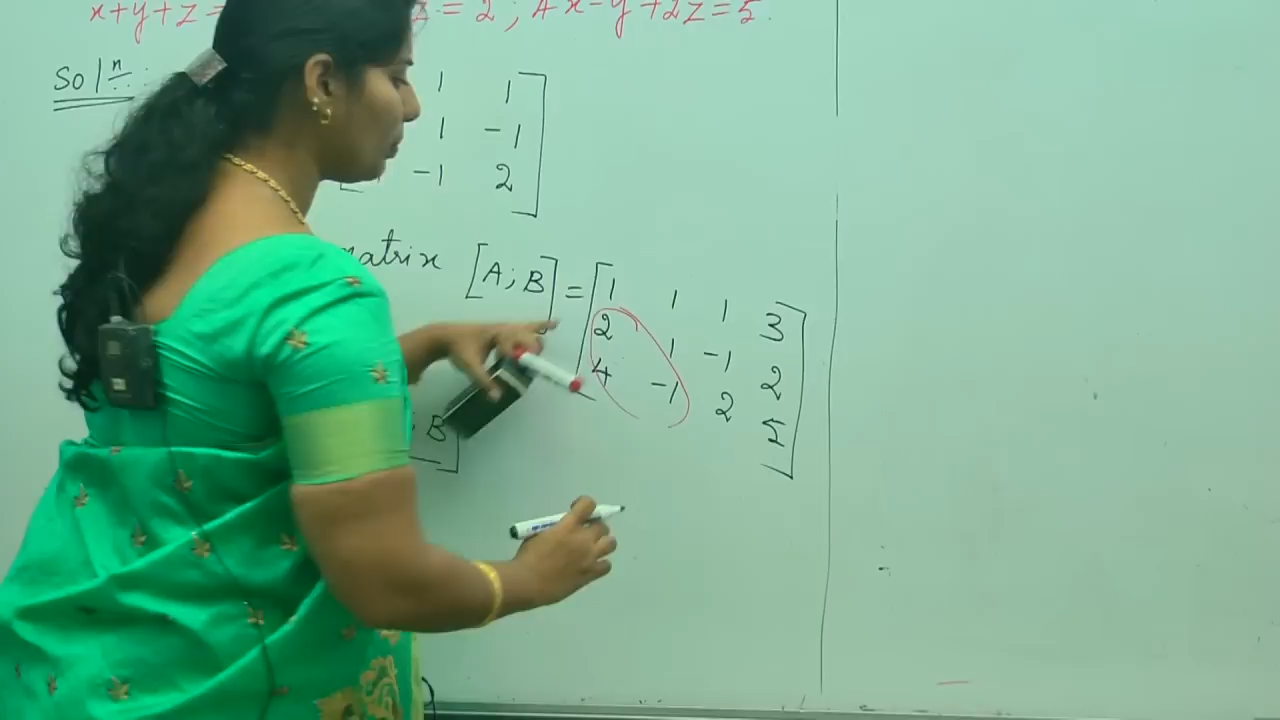 x+y+z= z=2; 4x-y+2z=5.
Solⁿ:
1 1
1 -1
-1 2
matrix [A;B] = [1 1 1 3
2 1 -1 2
4 -1 2 5]
B]